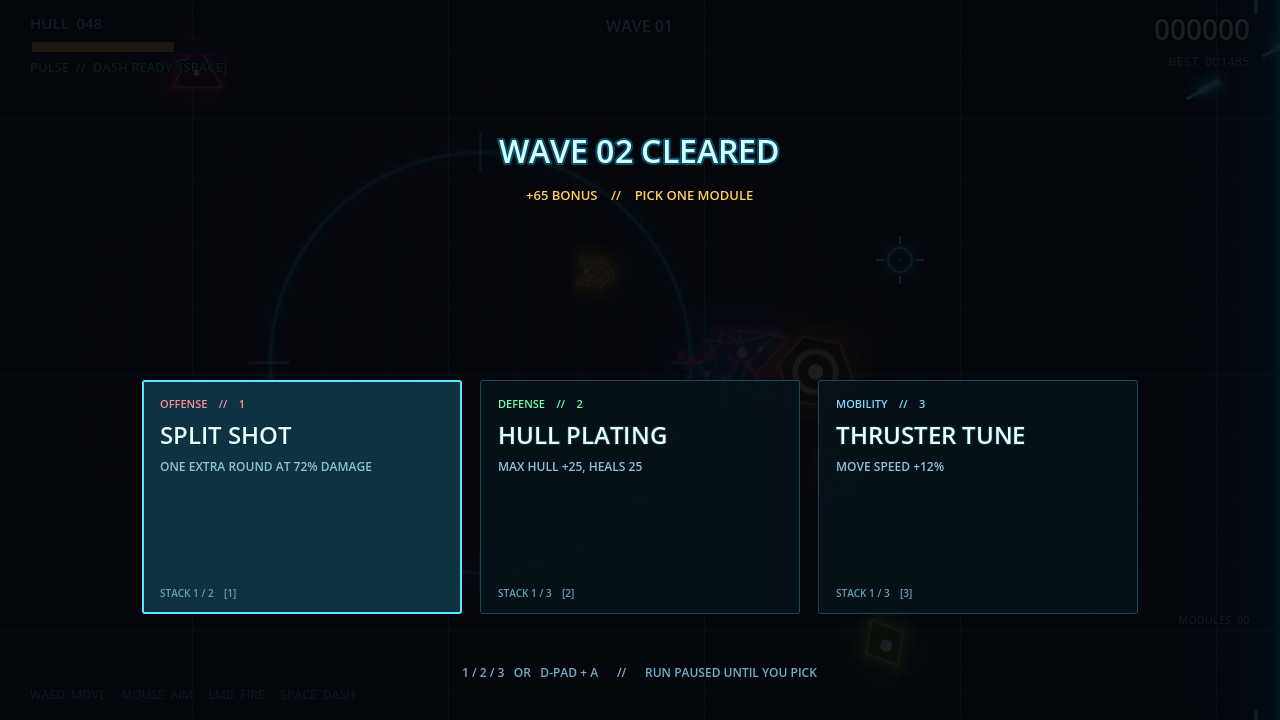 HULL 048
WAVE 01
000000
PULSE // DASH READY [SPACE]
BEST 001485
WAVE 02 CLEARED
+65 BONUS // PICK ONE MODULE
OFFENSE // 1
SPLIT SHOT
ONE EXTRA ROUND AT 72% DAMAGE
STACK 1 / 2 [1]
DEFENSE // 2
HULL PLATING
MAX HULL +25, HEALS 25
STACK 1 / 3 [2]
MOBILITY // 3
THRUSTER TUNE
MOVE SPEED +12%
STACK 1 / 3 [3]
MODULES 00
1 / 2 / 3 OR D-PAD + A // RUN PAUSED UNTIL YOU PICK
WASD MOVE MOUSE AIM LMB FIRE SPACE DASH